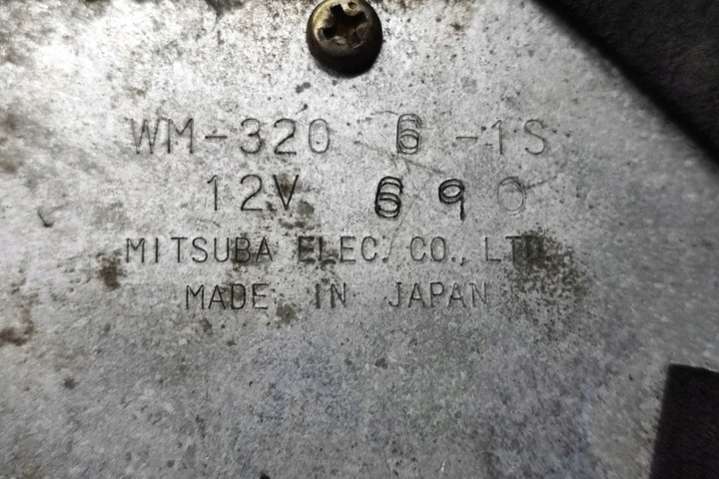 WM-320 6 -1S
12V 690
MITSUBA ELEC. CO., LTD.
MADE IN JAPAN